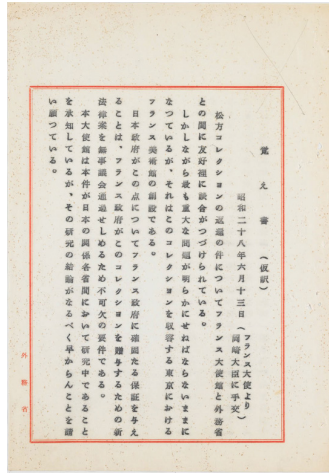 覚え書（仮訳）
昭和二十八年六月十三日（フランス大使より
岡崎大臣に手交）
松方コレクションの返還の件についてフランス大使館と外務省
との間に友好裡に談合がつづけられている。
しかしながら最も重大な問題が明らかにせねばならないままに
なつているが、それはこのコレクションを収容する東京における
フランス美術館の創設である。
日本政府がこの点についてフランス政府に確固たる保証を与え
ることは、フランス政府がこのコレクションを贈与するための新
法律案を無事議会通過せしめるため不可欠の要件である。
本大使館は本件が日本の関係各省間において研究中であること
を承知しているが、その研究の結論がなるべく早からんことを請
い願つている。
外務省